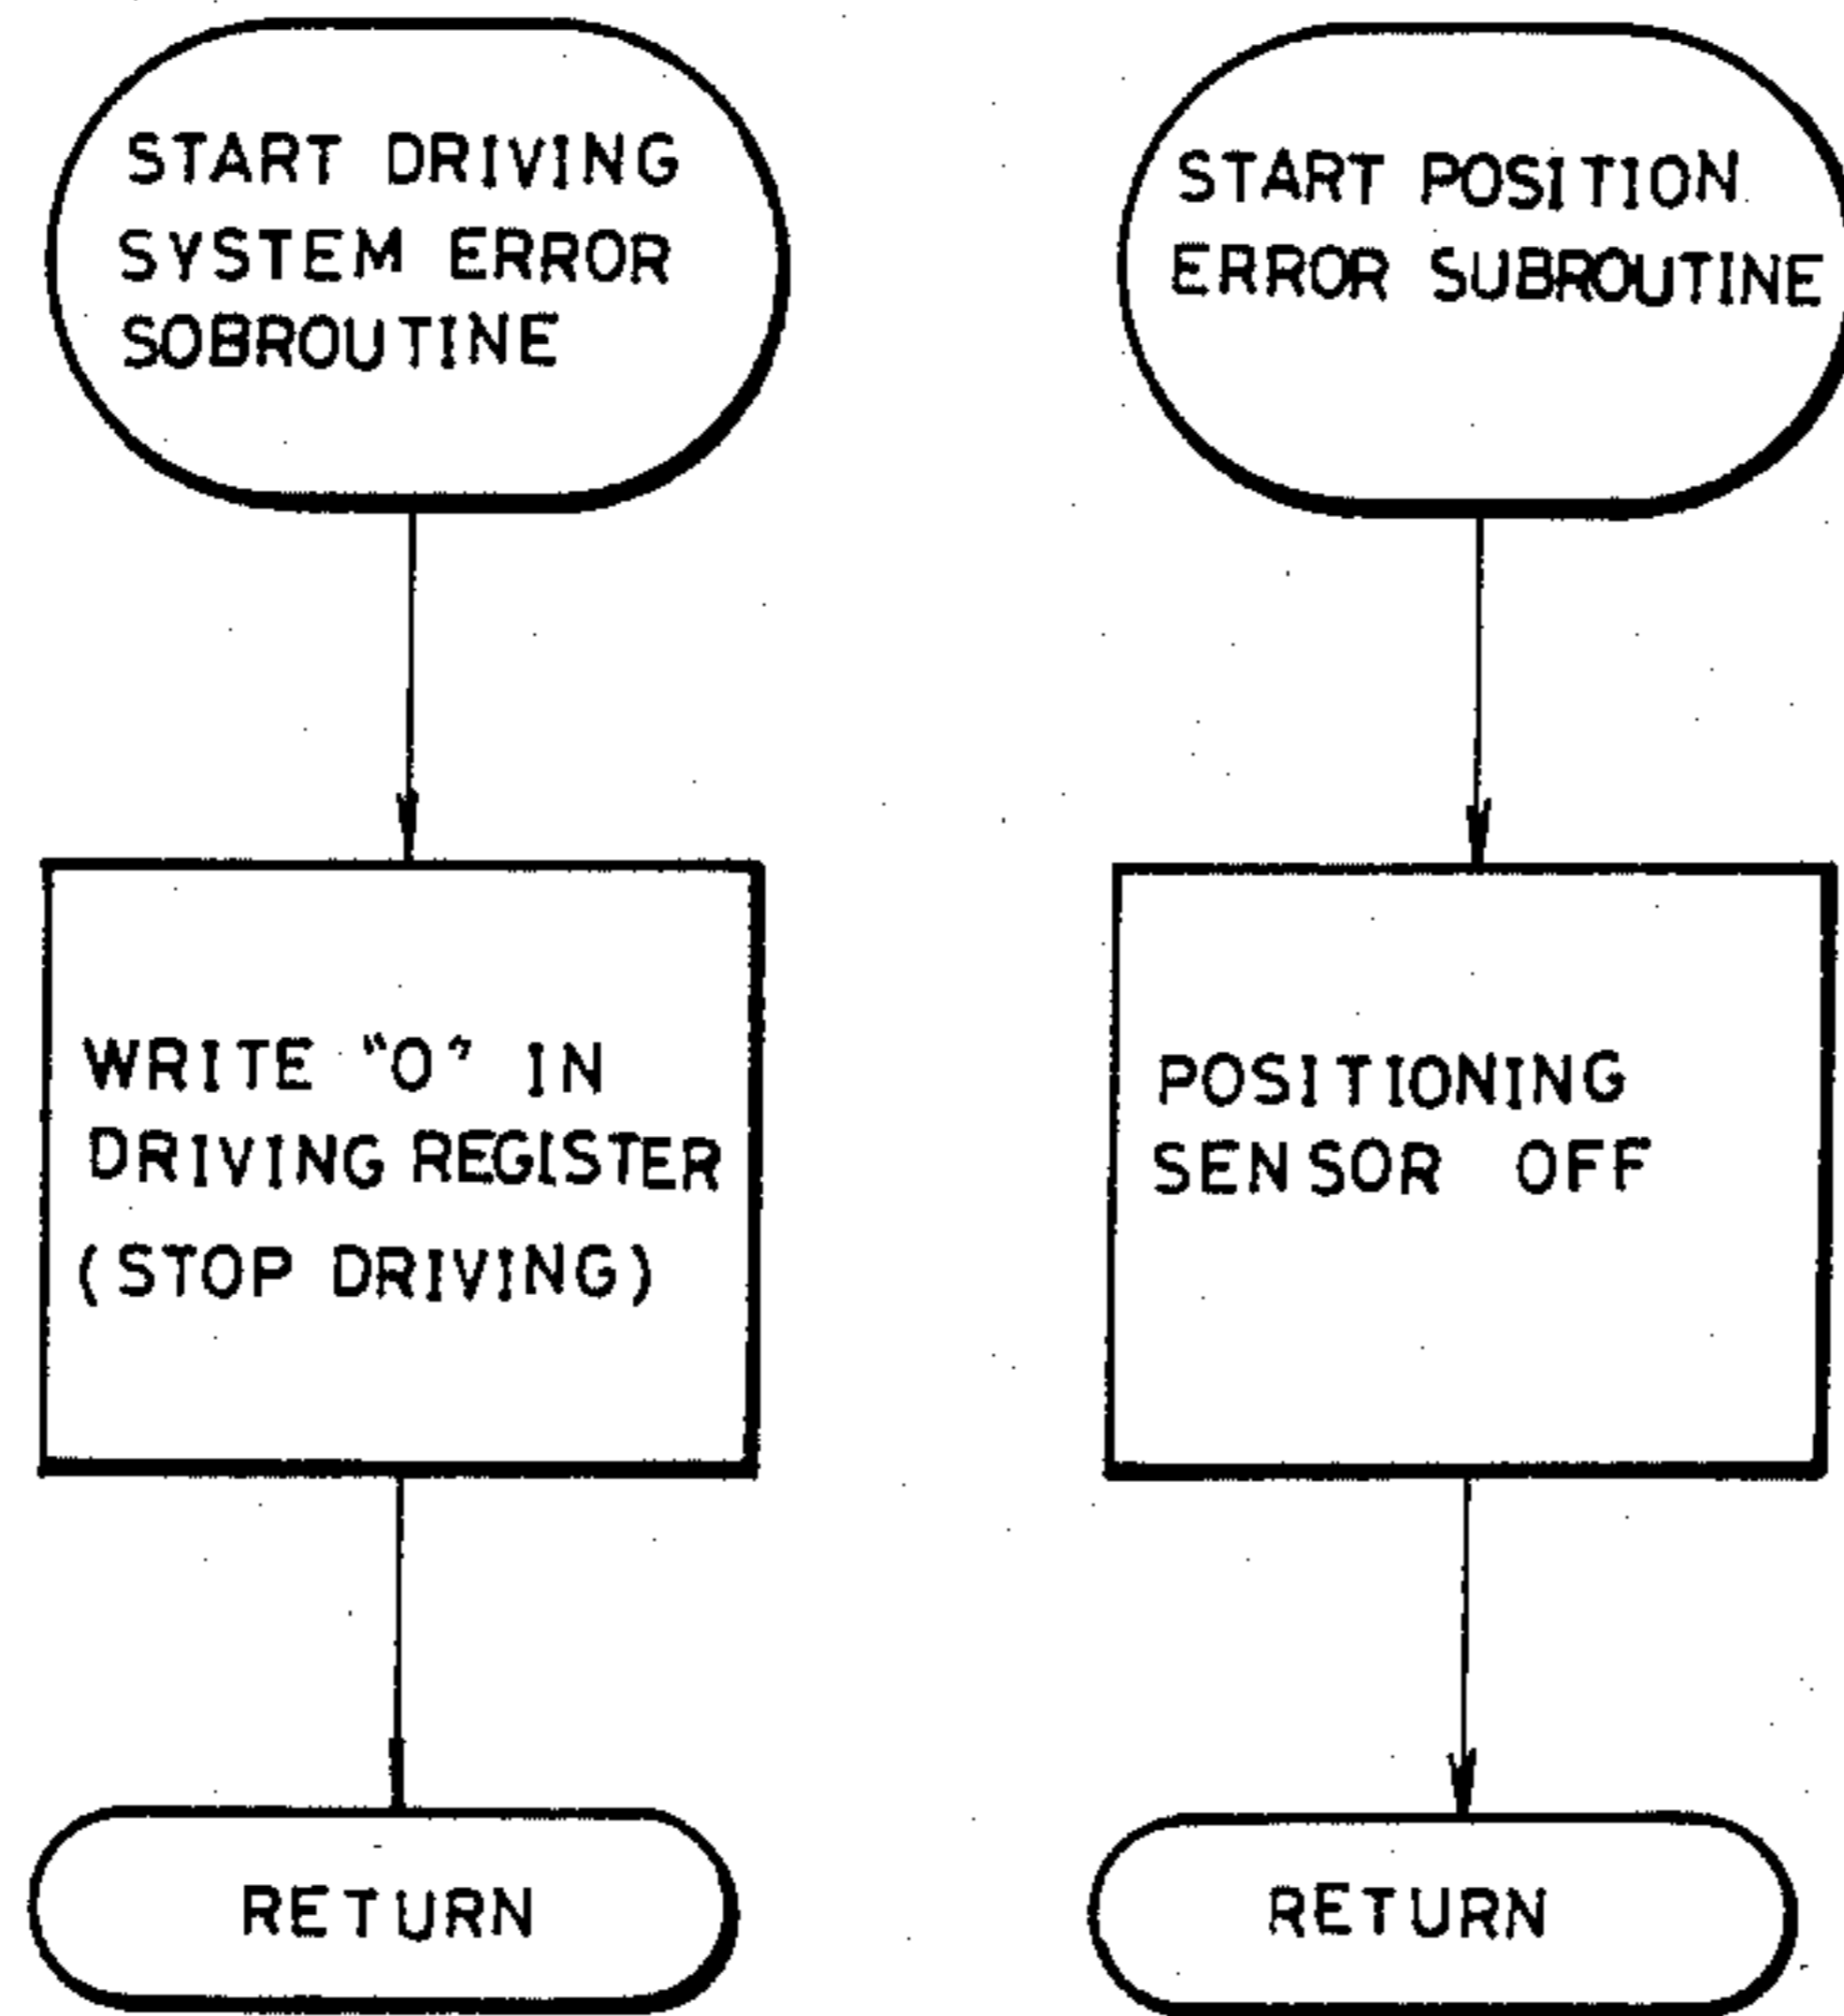 START DRIVING
SYSTEM ERROR
SOBROUTINE
WRITE "0" IN
DRIVING REGISTER
(STOP DRIVING)
RETURN
START POSITION
ERROR SUBROUTINE
POSITIONING
SENSOR OFF
RETURN